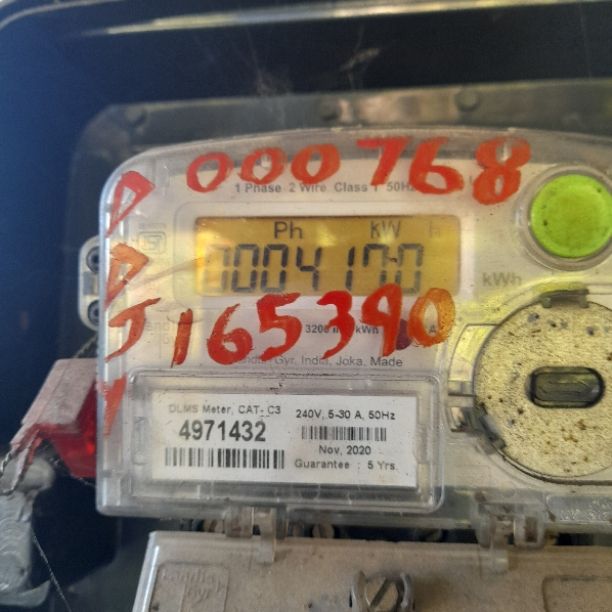 000768
1 Phase 2 Wire Class 1 50Hz
D
D
J
Ph kW h
0004170
kWh
165390
Gyr, India, Joka, Made
DLMS Meter, CAT- C3
4971432
240V, 5-30 A, 50Hz
Nov, 2020
Guarantee : 5 Yrs.